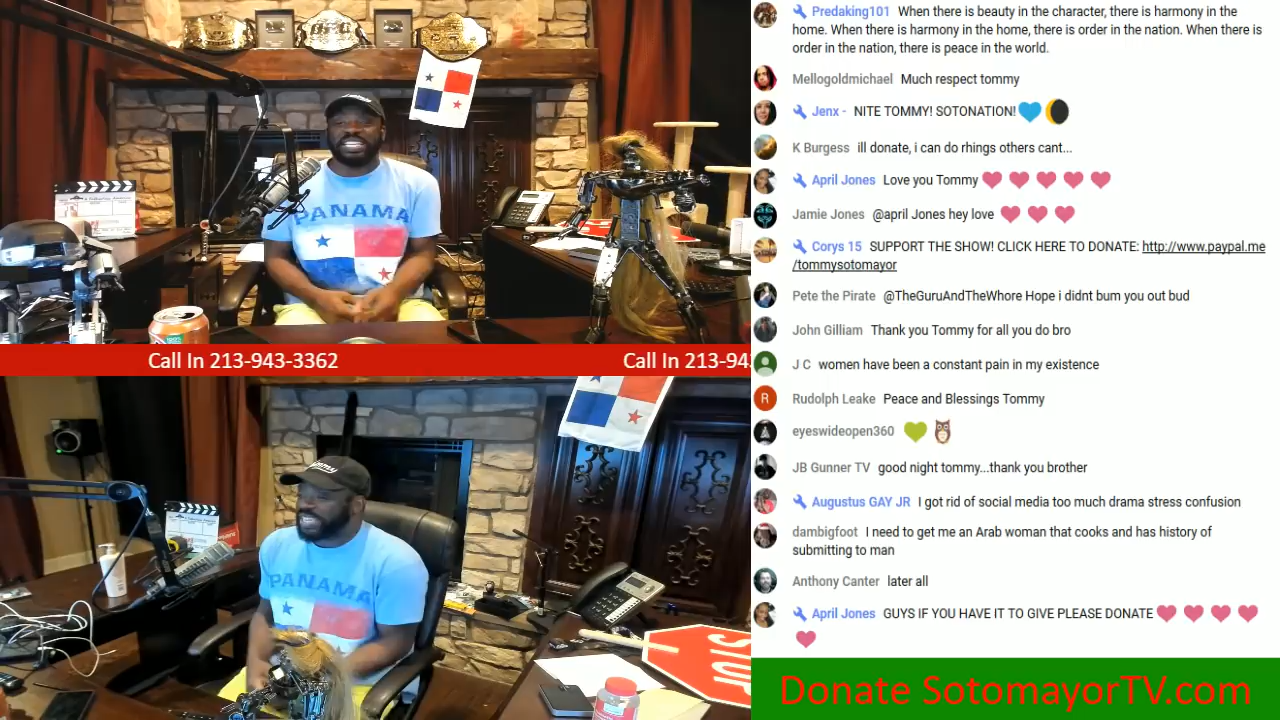 PANAMA
Call In 213-943-3362
Call In 213-943
PANAMA
STOP
Predaking101 When there is beauty in the character, there is harmony in the
home. When there is harmony in the home, there is order in the nation. When there is
order in the nation, there is peace in the world.
Mellogoldmichael Much respect tommy
Jenx - NITE TOMMY! SOTONATION!
K Burgess ill donate, i can do rhings others cant...
April Jones Love you Tommy
Jamie Jones @april Jones hey love
Corys 15 SUPPORT THE SHOW! CLICK HERE TO DONATE: http://www.paypal.me
/tommysotomayor
Pete the Pirate @TheGuruAndTheWhore Hope i didnt bum you out bud
John Gilliam Thank you Tommy for all you do bro
J C women have been a constant pain in my existence
R Rudolph Leake Peace and Blessings Tommy
eyeswideopen360
JB Gunner TV good night tommy...thank you brother
Augustus GAY JR I got rid of social media too much drama stress confusion
dambigfoot I need to get me an Arab woman that cooks and has history of
submitting to man
Anthony Canter later all
April Jones GUYS IF YOU HAVE IT TO GIVE PLEASE DONATE
Donate SotomayorTV.com